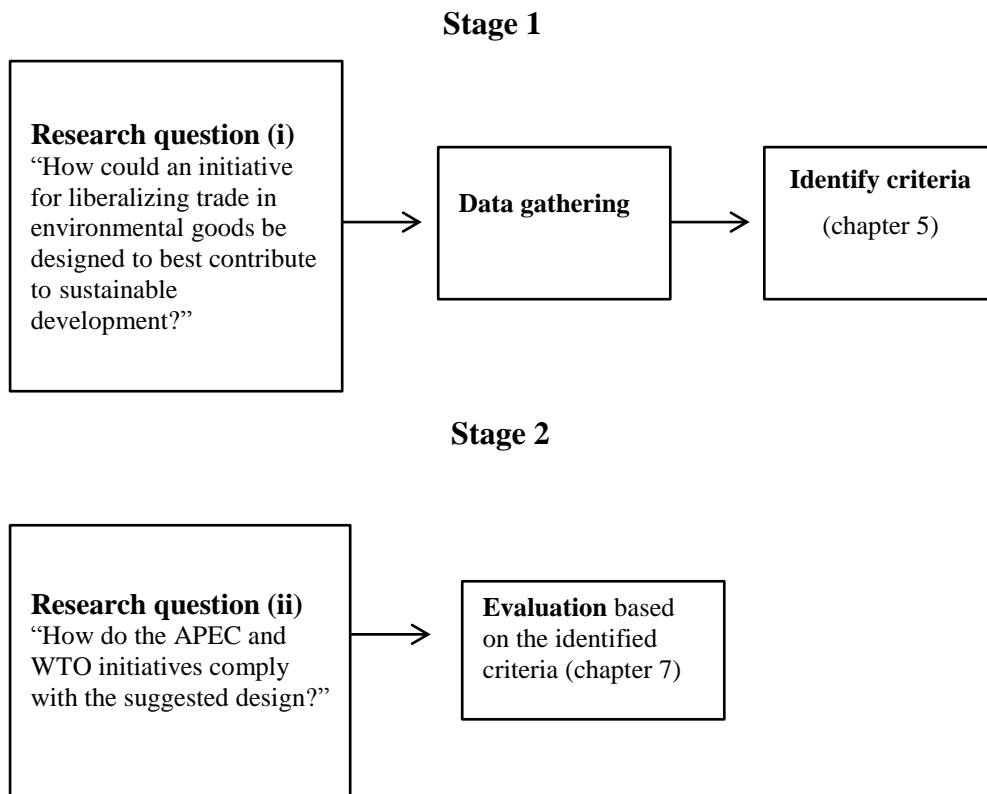 Stage 1
Research question (i)
“How could an initiative
for liberalizing trade in
environmental goods be
designed to best contribute
to sustainable
development?”
Data gathering
Identify criteria
(chapter 5)
Stage 2
Research question (ii)
“How do the APEC and
WTO initiatives comply
with the suggested design?”
Evaluation based
on the identified
criteria (chapter 7)